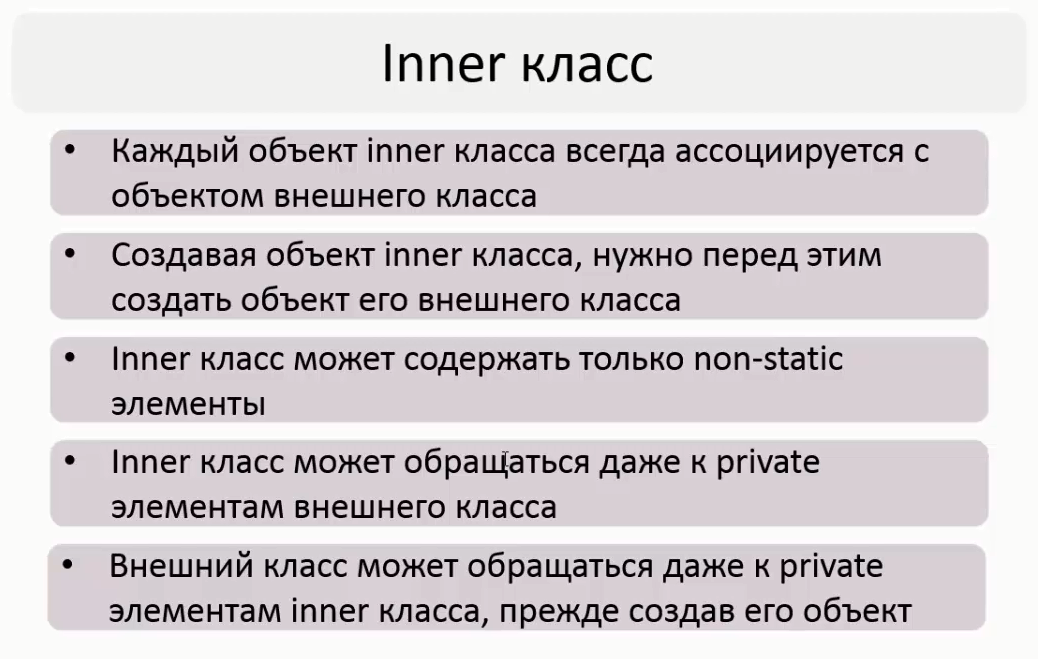 Inner класс
• Каждый объект inner класса всегда ассоциируется с
объектом внешнего класса
• Создавая объект inner класса, нужно перед этим
создать объект его внешнего класса
• Inner класс может содержать только non-static
элементы
• Inner класс может обращаться даже к private
элементам внешнего класса
• Внешний класс может обращаться даже к private
элементам inner класса, прежде создав его объект